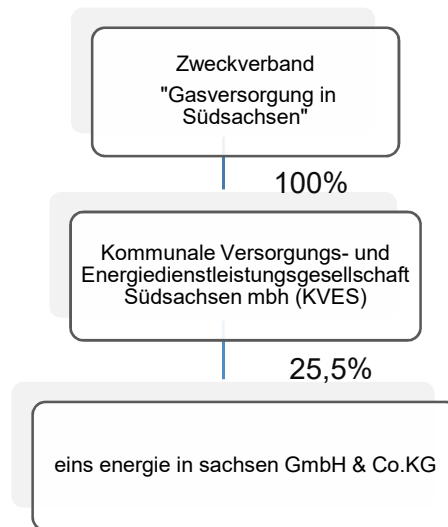 Zweckverband
"Gasversorgung in
Südsachsen"
100%
Kommunale Versorgungs- und
Energiedienstleistungsgesellschaft
Südsachsen mbh (KVES)
25,5%
eins energie in sachsen GmbH & Co.KG